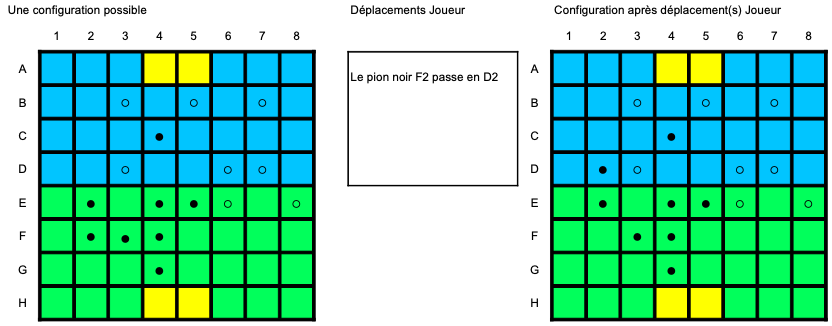 Une configuration possible
Déplacements Joueur
Configuration après déplacement(s) Joueur
1 2 3 4 5 6 7 8
1 2 3 4 5 6 7 8
A
A
Le pion noir F2 passe en D2
B
B
C
C
D
D
E
E
F
F
G
G
H
H